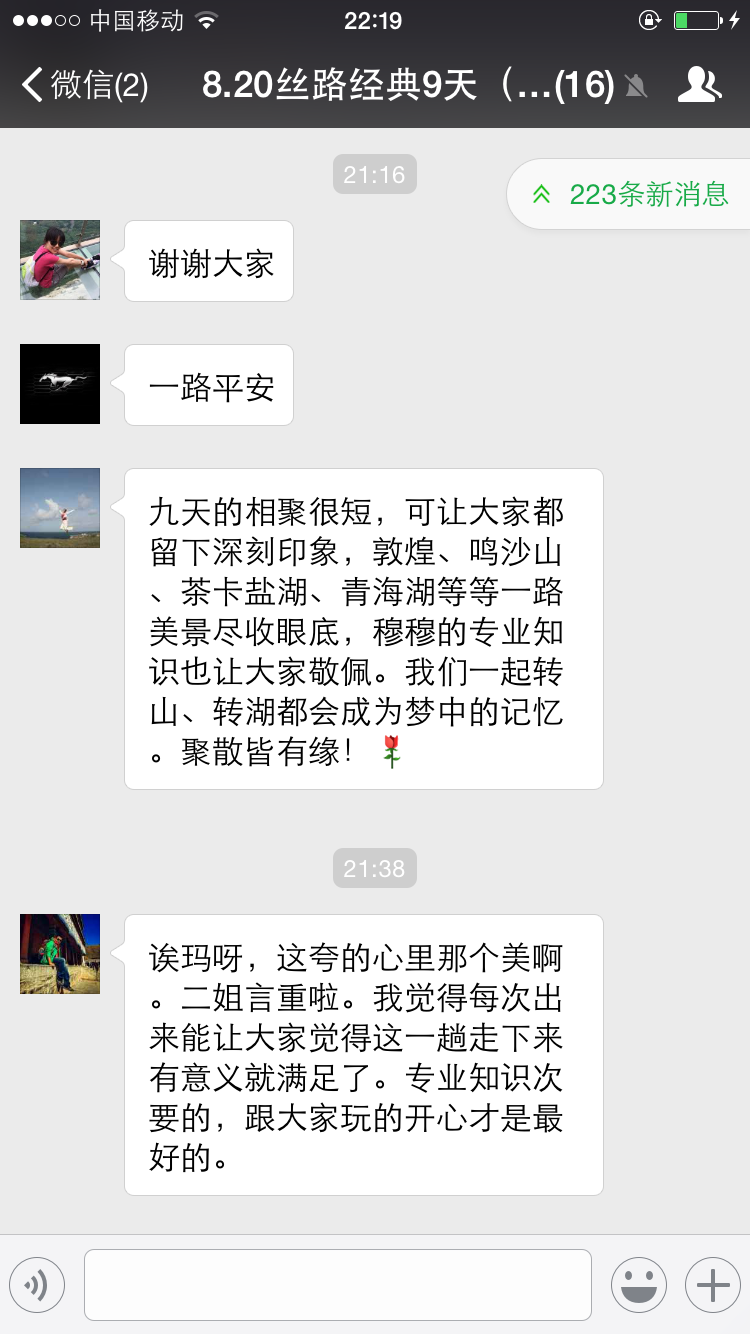 中国移动 22:19
微信(2) 8.20丝路经典9天（...(16)
21:16
223条新消息
谢谢大家
一路平安
九天的相聚很短，可让大家都
留下深刻印象，敦煌、鸣沙山
、茶卡盐湖、青海湖等等一路
美景尽收眼底，穆穆的专业知
识也让大家敬佩。我们一起转
山、转湖都会成为梦中的记忆
。聚散皆有缘！🌹
21:38
诶玛呀，这夸的心里那个美啊
。二姐言重啦。我觉得每次出
来能让大家觉得这一趟走下来
有意义就满足了。专业知识次
要的，跟大家玩的开心才是最
好的。